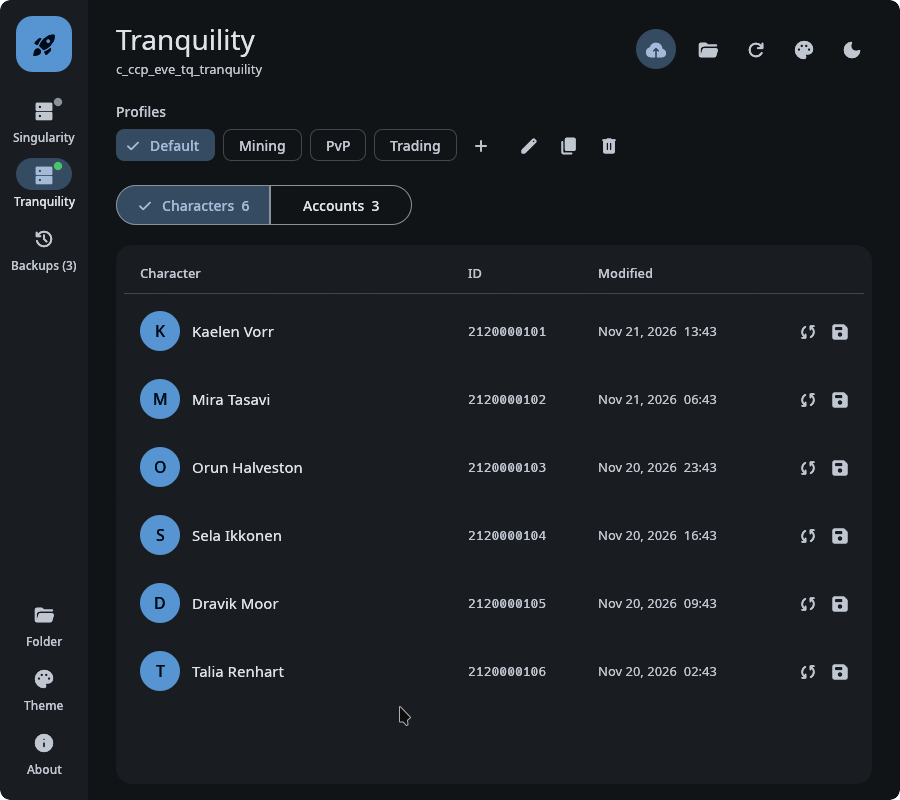 Tranquility
c_ccp_eve_tq_tranquility
Singularity
Tranquility
Backups (3)
Folder
Theme
About
Profiles
Default Mining PvP Trading
Characters 6 Accounts 3
Character ID Modified
K Kaelen Vorr 2120000101 Nov 21, 2026 13:43
M Mira Tasavi 2120000102 Nov 21, 2026 06:43
O Orun Halveston 2120000103 Nov 20, 2026 23:43
S Sela Ikkonen 2120000104 Nov 20, 2026 16:43
D Dravik Moor 2120000105 Nov 20, 2026 09:43
T Talia Renhart 2120000106 Nov 20, 2026 02:43